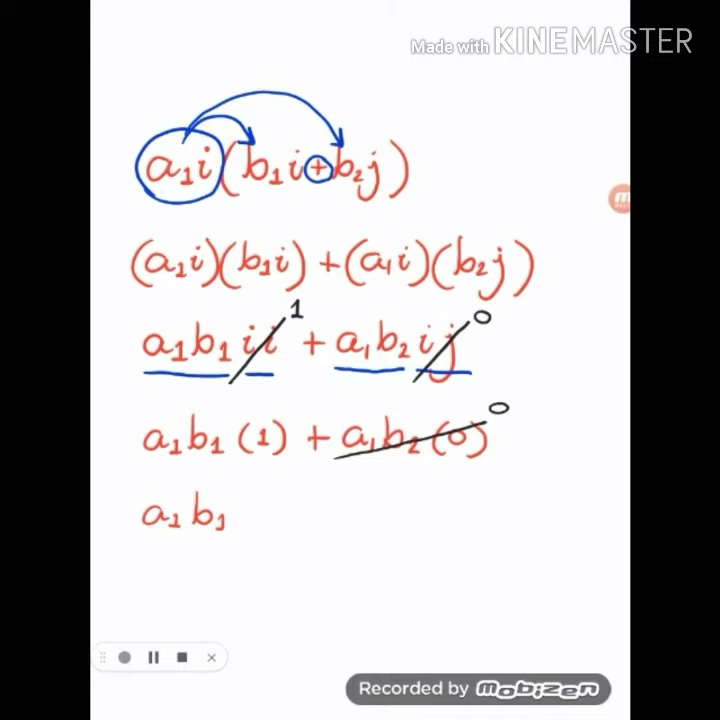 Made with KINEMASTER
a₁i(b₁i+b₂j)
(a₁i)(b₁i)+(a₁i)(b₂j)
a₁b₁ii¹ + a₁b₂ij⁰
a₁b₁(1) + a₁b₂(0)⁰
a₁b₁
Recorded by mobizen